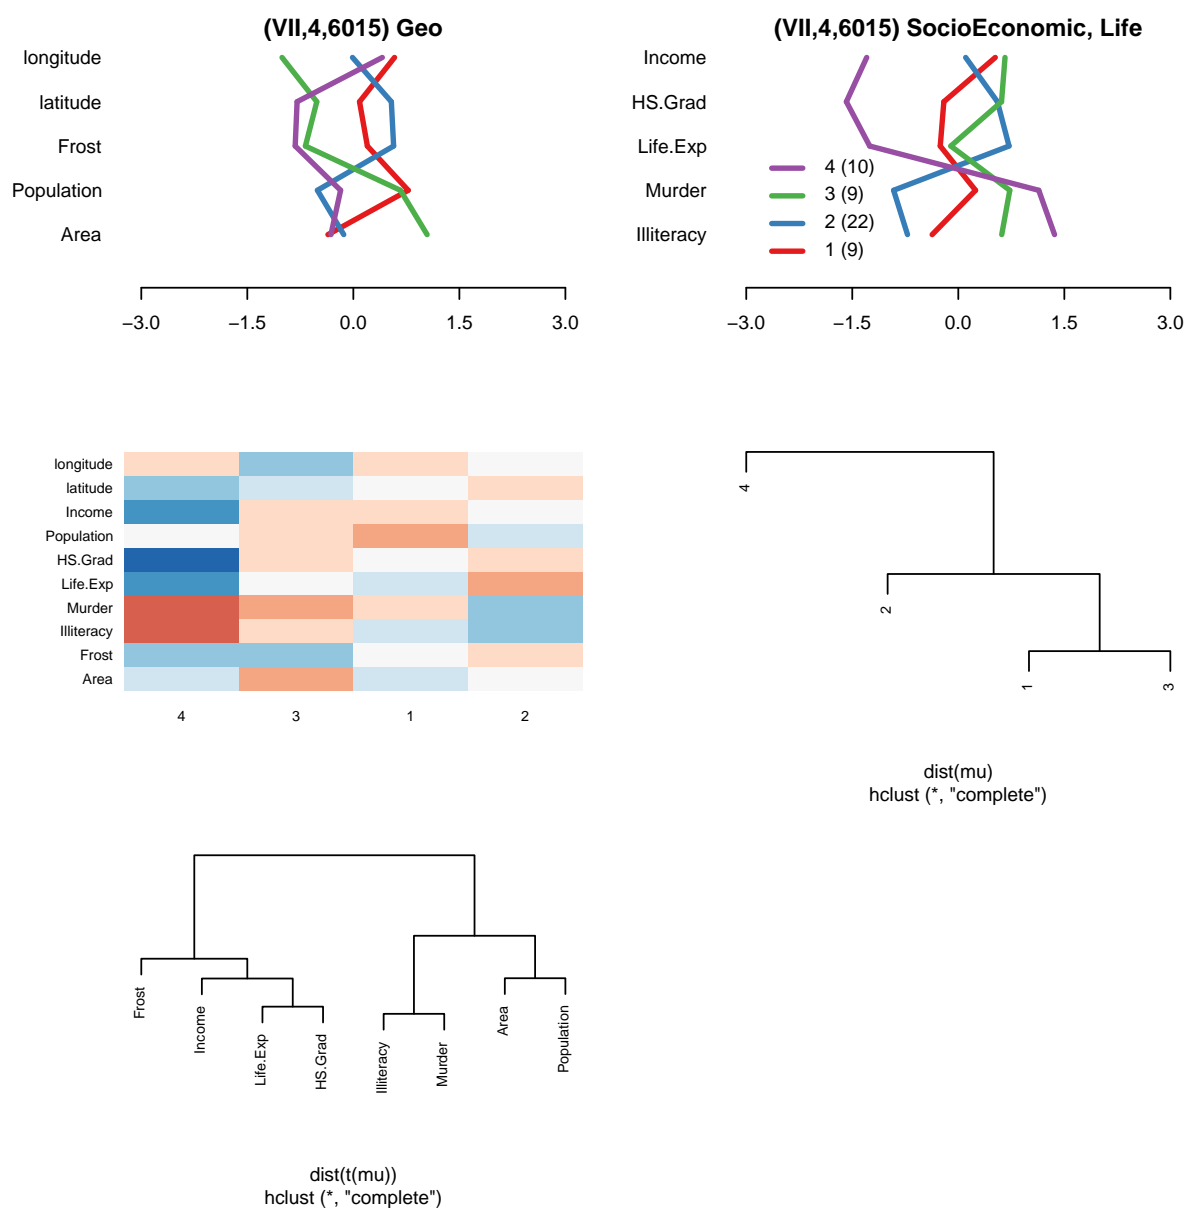 (VII,4,6015) Geo
longitude
latitude
Frost
Population
Area
−3.0 −1.5 0.0 1.5 3.0
(VII,4,6015) SocioEconomic, Life
Income
HS.Grad
Life.Exp
Murder
Illiteracy
4 (10)
3 (9)
2 (22)
1 (9)
−3.0 −1.5 0.0 1.5 3.0
longitude
latitude
Income
Population
HS.Grad
Life.Exp
Murder
Illiteracy
Frost
Area
4 3 1 2
4
2
1
3
dist(mu)
hclust (*, "complete")
Frost
Income
Life.Exp
HS.Grad
Illiteracy
Murder
Area
Population
dist(t(mu))
hclust (*, "complete")